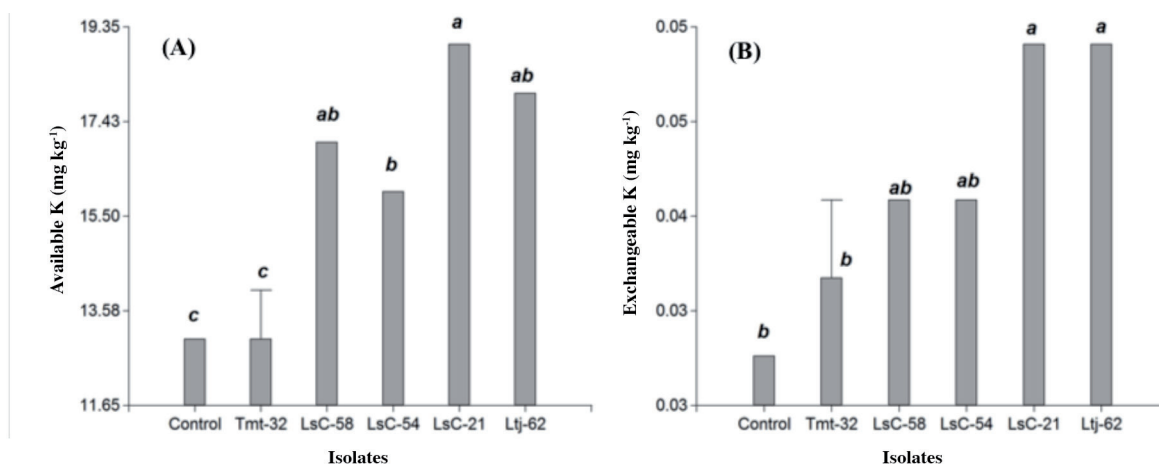 (A)
Available K (mg kg⁻¹)
19.35
17.43
15.50
13.58
11.65
c
c
ab
b
a
ab
Control Tmt-32 LsC-58 LsC-54 LsC-21 Ltj-62
Isolates
(B)
Exchangeable K (mg kg⁻¹)
0.05
0.05
0.04
0.03
0.03
b
b
ab
ab
a
a
Control Tmt-32 LsC-58 LsC-54 LsC-21 Ltj-62
Isolates